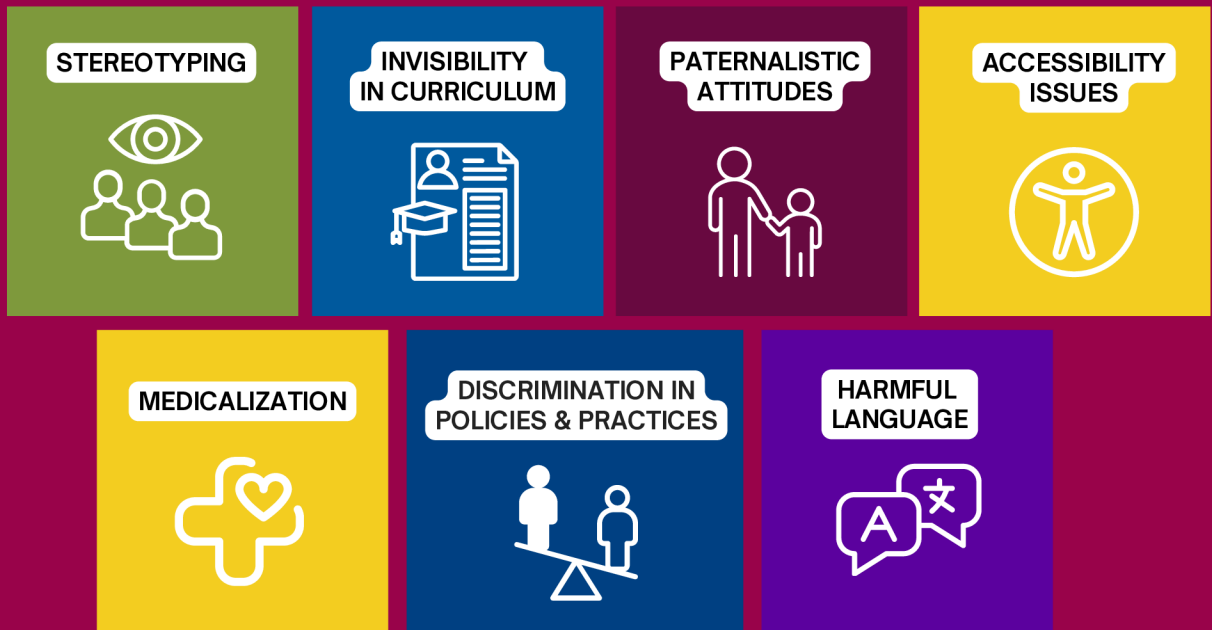 STEREOTYPING
INVISIBILITY
IN CURRICULUM
PATERNALISTIC
ATTITUDES
ACCESSIBILITY
ISSUES
MEDICALIZATION
DISCRIMINATION IN
POLICIES & PRACTICES
HARMFUL
LANGUAGE
A
文